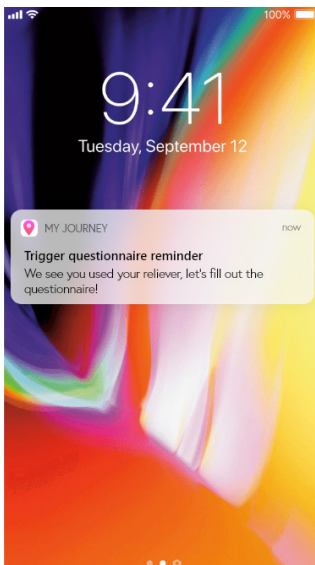 100%
9:41
Tuesday, September 12
MY JOURNEY now
Trigger questionnaire reminder
We see you used your reliever, let's fill out the
questionnaire!